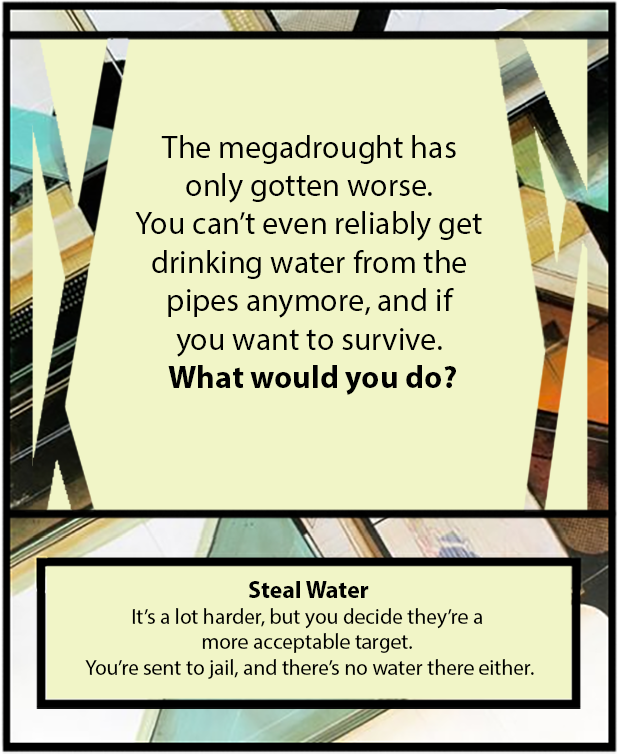 The megadrought has
only gotten worse.
You can’t even reliably get
drinking water from the
pipes anymore, and if
you want to survive.
What would you do?
Steal Water
It’s a lot harder, but you decide they’re a
more acceptable target.
You’re sent to jail, and there’s no water there either.